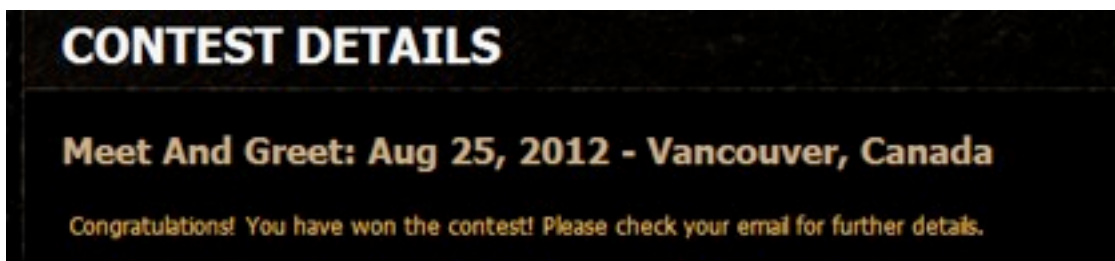 CONTEST DETAILS
Meet And Greet: Aug 25, 2012 - Vancouver, Canada
Congratulations! You have won the contest! Please check your email for further details.